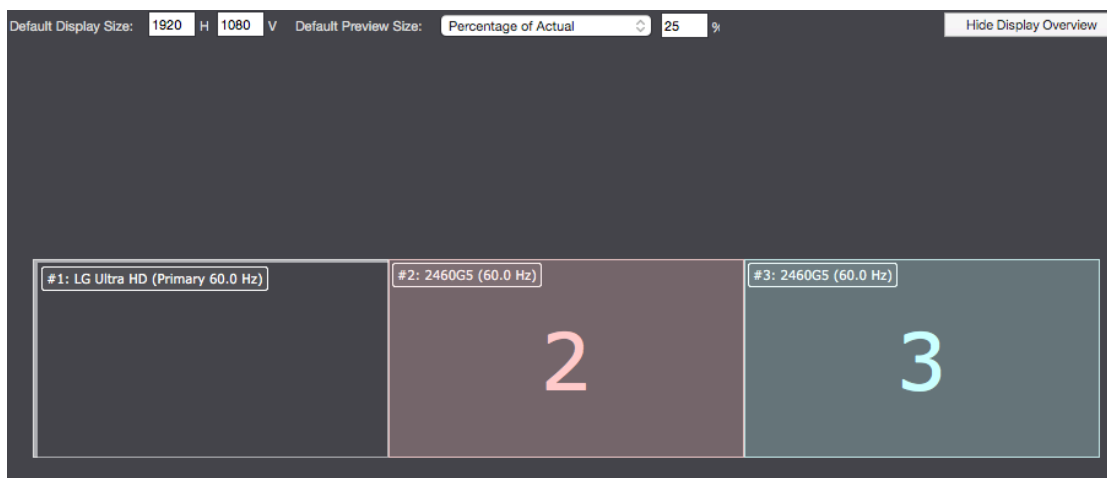 Default Display Size: 1920 H 1080 V Default Preview Size: Percentage of Actual 25 % Hide Display Overview
#1: LG Ultra HD (Primary 60.0 Hz) #2: 2460G5 (60.0 Hz) #3: 2460G5 (60.0 Hz)
2 3